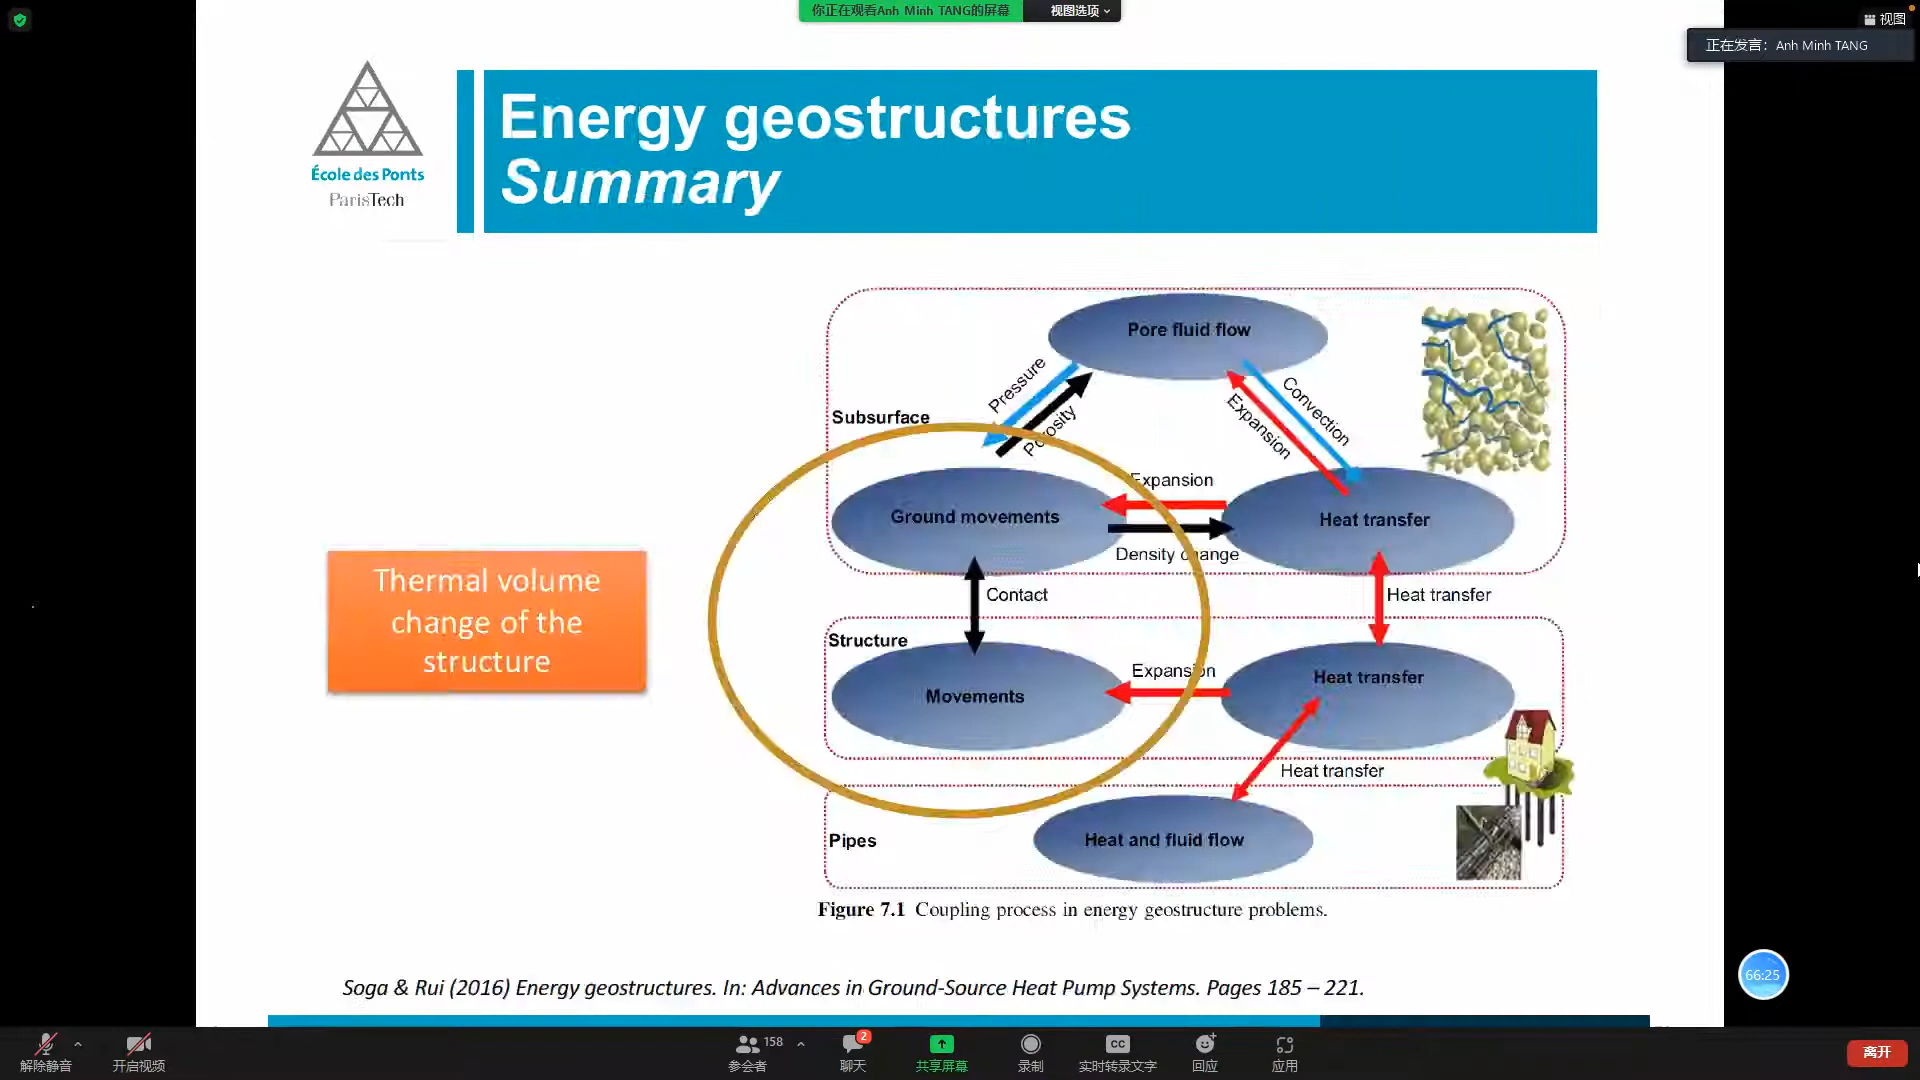 你正在观看Anh Minh TANG的屏幕
视图选项
视图
正在发言: Anh Minh TANG
École des Ponts
ParisTech
Energy geostructures
Summary
Pore fluid flow
Pressure
Porosity
Convection
Expansion
Subsurface
Expansion
Ground movements
Heat transfer
Density change
Contact
Heat transfer
Thermal volume
change of the
structure
Structure
Expansion
Movements
Heat transfer
Heat transfer
Pipes
Heat and fluid flow
Figure 7.1 Coupling process in energy geostructure problems.
Soga & Rui (2016) Energy geostructures. In: Advances in Ground-Source Heat Pump Systems. Pages 185 – 221.
66:25
解除静音
开启视频
158
参会者
2
聊天
共享屏幕
录制
CC
实时转录文字
回应
应用
离开